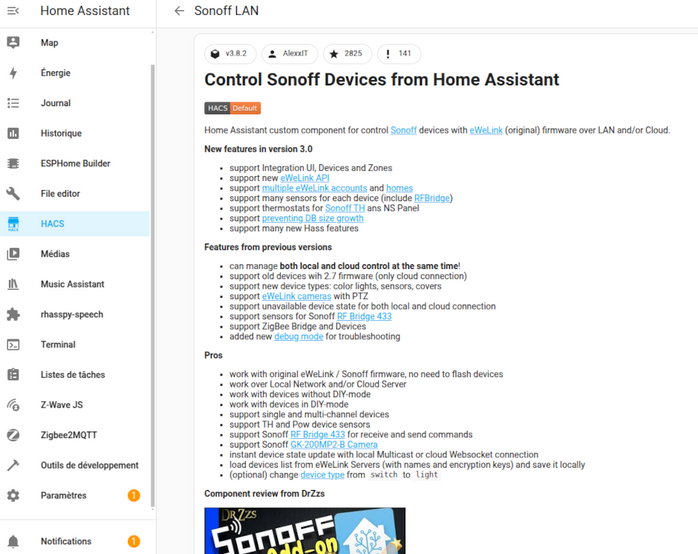 Home Assistant
Sonoff LAN
Map
Énergie
Journal
Historique
ESPHome Builder
File editor
HACS
Médias
Music Assistant
rhasspy-speech
Terminal
Listes de tâches
Z-Wave JS
Zigbee2MQTT
Outils de développement
Paramètres 1
Notifications 1
v3.8.2 AlexxIT 2825 141
Control Sonoff Devices from Home Assistant
HACS Default
Home Assistant custom component for control Sonoff devices with eWeLink (original) firmware over LAN and/or Cloud.
New features in version 3.0
support Integration UI, Devices and Zones
support new eWeLink API
support multiple eWeLink accounts and homes
support many sensors for each device (include RFBridge)
support thermostats for Sonoff TH ans NS Panel
support preventing DB size growth
support many new Hass features
Features from previous versions
can manage both local and cloud control at the same time!
support old devices wih 2.7 firmware (only cloud connection)
support new device types: color lights, sensors, covers
support eWeLink cameras with PTZ
support unavailable device state for both local and cloud connection
support sensors for Sonoff RF Bridge 433
support ZigBee Bridge and Devices
added new debug mode for troubleshooting
Pros
work with original eWeLink / Sonoff firmware, no need to flash devices
work over Local Network and/or Cloud Server
work with devices without DIY-mode
work with devices in DIY-mode
support single and multi-channel devices
support TH and Pow device sensors
support Sonoff RF Bridge 433 for receive and send commands
support Sonoff GK-200MP2-B Camera
instant device state update with local Multicast or cloud Websocket connection
load devices list from eWeLink Servers (with names and encryption keys) and save it locally
(optional) change device type from switch to light
Component review from DrZzs
DrZzs
SONOFF
add-on